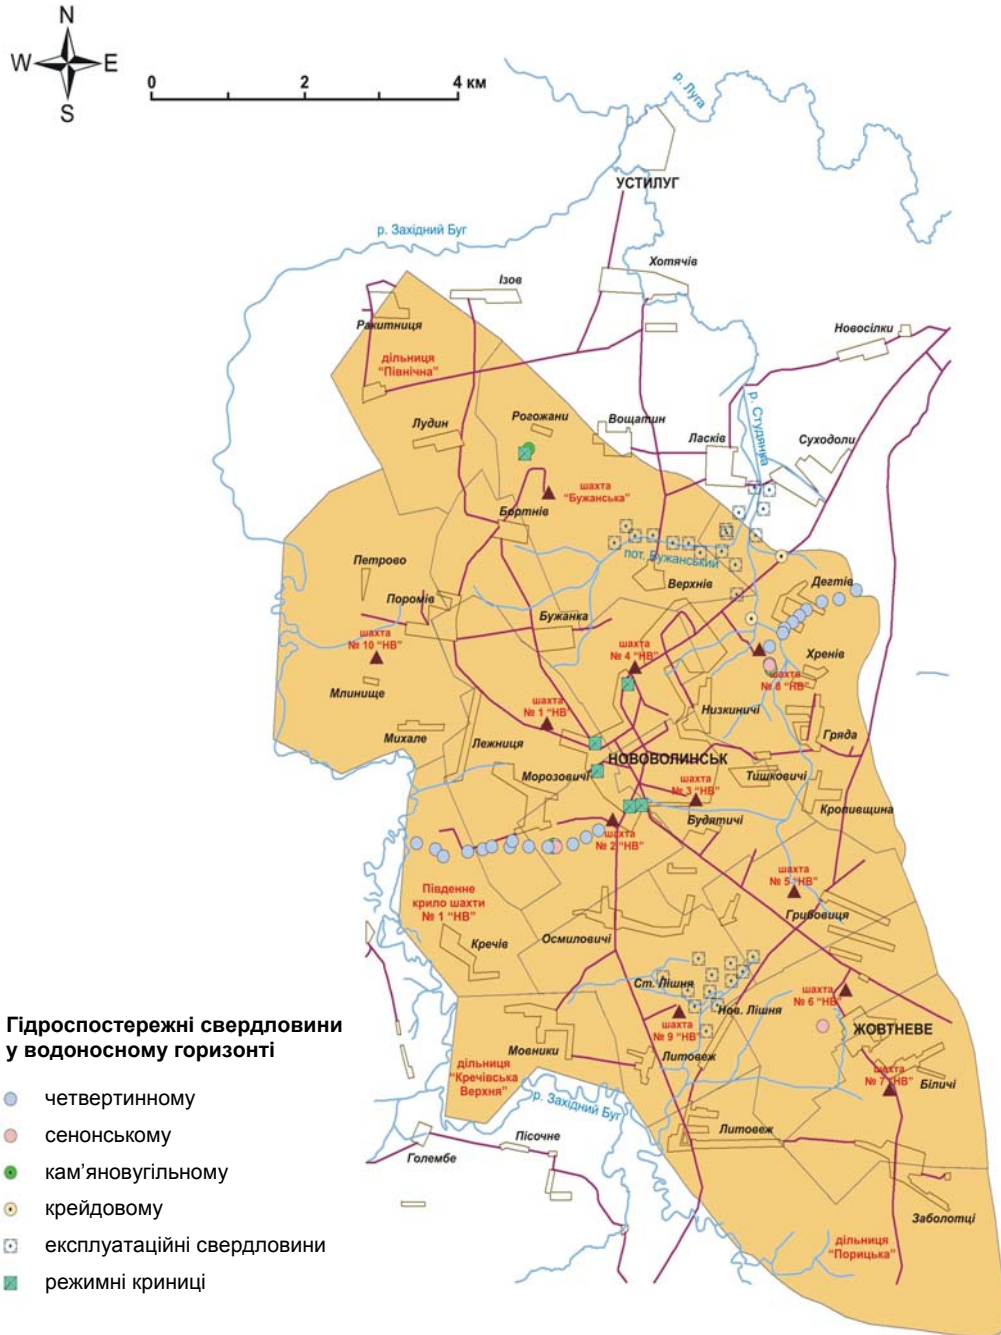 N
W
E
S
0
2
4 км
р. Луга
УСТИЛУГ
р. Західний Буг
Хотячів
Ізов
Ракитниця
Новосілки
дільниця
“Північна”
Лудин
Рогожани
Вощатин
Ласків
р. Студянка
Суходоли
шахта
“Бужанська”
Бортнів
пот. Бужанський
Петрово
Верхнів
Дегтів
Поромів
Бужанка
шахта
№ 10 “НВ”
шахта
№ 4 “НВ”
Хренів
шахта
№ 8 “НВ”
Млинище
шахта
№ 1 “НВ”
Низкиничі
Михале
Лежниця
Гряда
НОВОВОЛИНСЬК
Морозовичі
Тишковичі
шахта
№ 3 “НВ”
Кропивщина
Будятичі
шахта
№ 2 “НВ”
шахта
№ 5 “НВ”
Південне
крило шахти
№ 1 “НВ”
Грибовиця
Кречів
Осмиловичі
Ст. Лішня
шахта
№ 6 “НВ”
Нов. Лішня
шахта
№ 9 “НВ”
ЖОВТНЕВЕ
Мовники
Литовеж
дільниця
“Кречівська
Верхня”
шахта
№ 7 “НВ”
Біличі
р. Західний Буг
Литовеж
Пісочне
Голембе
Заболотці
дільниця
“Порицька”
Гідроспостережні свердловини
у водоносному горизонті
четвертинному
сенонському
кам’яновугільному
крейдовому
експлуатаційні свердловини
режимні криниці